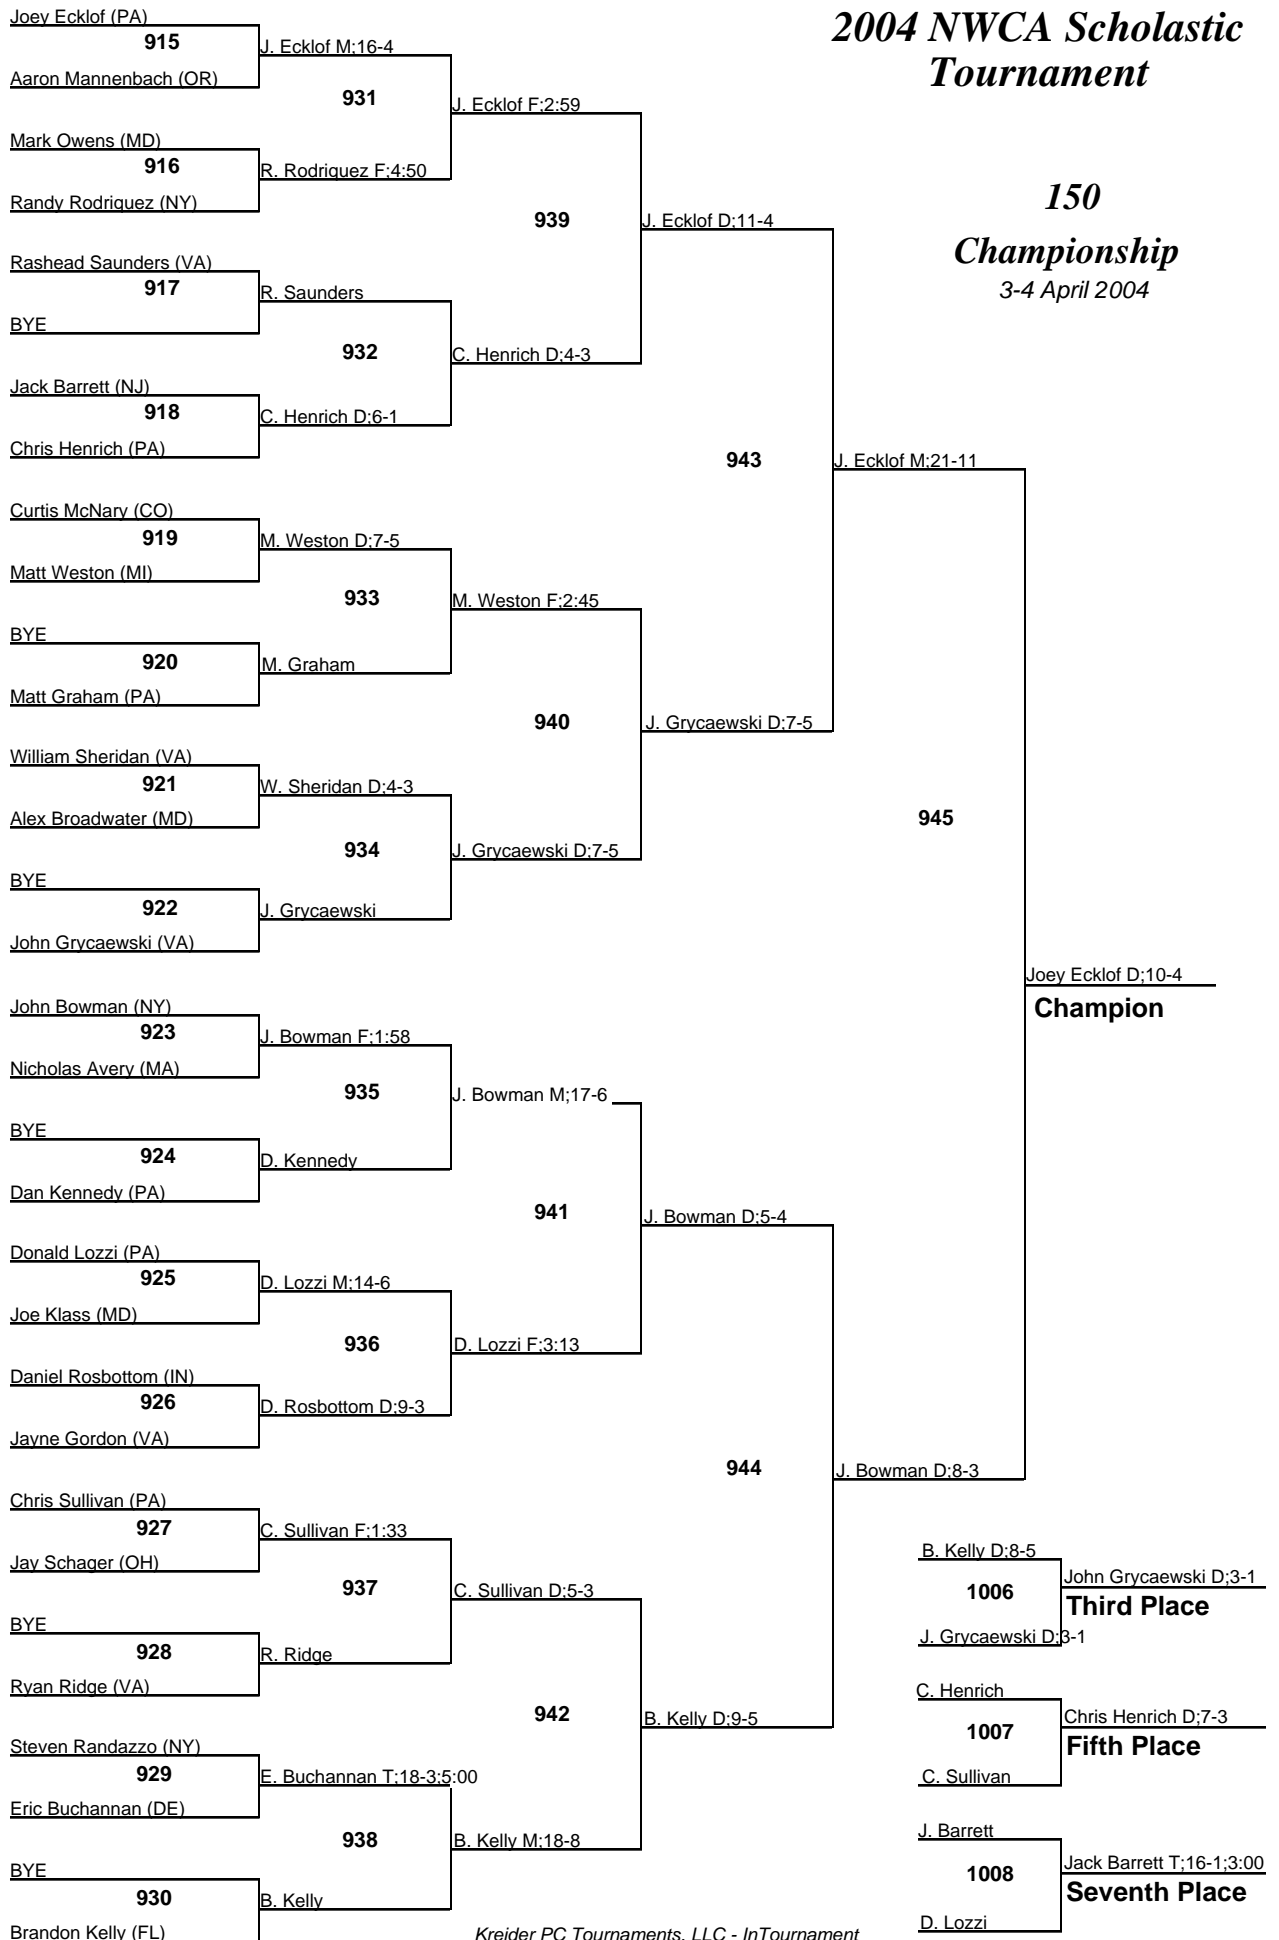 Joey Ecklof (PA)
2004 NWCA Scholastic
915
J. Ecklof M;16-4
Tournament
Aaron Mannenbach (OR)
931
J. Ecklof F;2:59
Mark Owens (MD)
916
R. Rodriquez F;4:50
Randy Rodriquez (NY)
150
939
J. Ecklof D;11-4
Championship
Rashead Saunders (VA)
917
R. Saunders
3-4 April 2004
BYE
932
C. Henrich D;4-3
Jack Barrett (NJ)
918
C. Henrich D;6-1
Chris Henrich (PA)
943
J. Ecklof M;21-11
Curtis McNary (CO)
919
M. Weston D;7-5
Matt Weston (MI)
933
M. Weston F;2:45
BYE
920
M. Graham
Matt Graham (PA)
940
J. Grycaewski D;7-5
William Sheridan (VA)
921
W. Sheridan D;4-3
Alex Broadwater (MD)
945
934
J. Grycaewski D;7-5
BYE
922
J. Grycaewski
John Grycaewski (VA)
Joey Ecklof D;10-4
Champion
John Bowman (NY)
923
J. Bowman F;1:58
Nicholas Avery (MA)
935
J. Bowman M;17-6
BYE
924
D. Kennedy
Dan Kennedy (PA)
941
J. Bowman D;5-4
Donald Lozzi (PA)
925
D. Lozzi M;14-6
Joe Klass (MD)
936
D. Lozzi F;3:13
Daniel Rosbottom (IN)
926
D. Rosbottom D;9-3
Jayne Gordon (VA)
944
J. Bowman D;8-3
Chris Sullivan (PA)
927
C. Sullivan F;1:33
Jay Schager (OH)
B. Kelly D;8-5
937
C. Sullivan D;5-3
1006
John Grycaewski D;3-1
Third Place
BYE
928
R. Ridge
J. Grycaewski D;3-1
Ryan Ridge (VA)
C. Henrich
942
B. Kelly D;9-5
1007
Chris Henrich D;7-3
Fifth Place
Steven Randazzo (NY)
929
E. Buchannan T;18-3;5:00
C. Sullivan
Eric Buchannan (DE)
938
B. Kelly M;18-8
J. Barrett
BYE
1008
Jack Barrett T;16-1;3:00
Seventh Place
930
B. Kelly
D. Lozzi
Brandon Kelly (FL)
Kreider PC Tournaments, LLC - InTournament